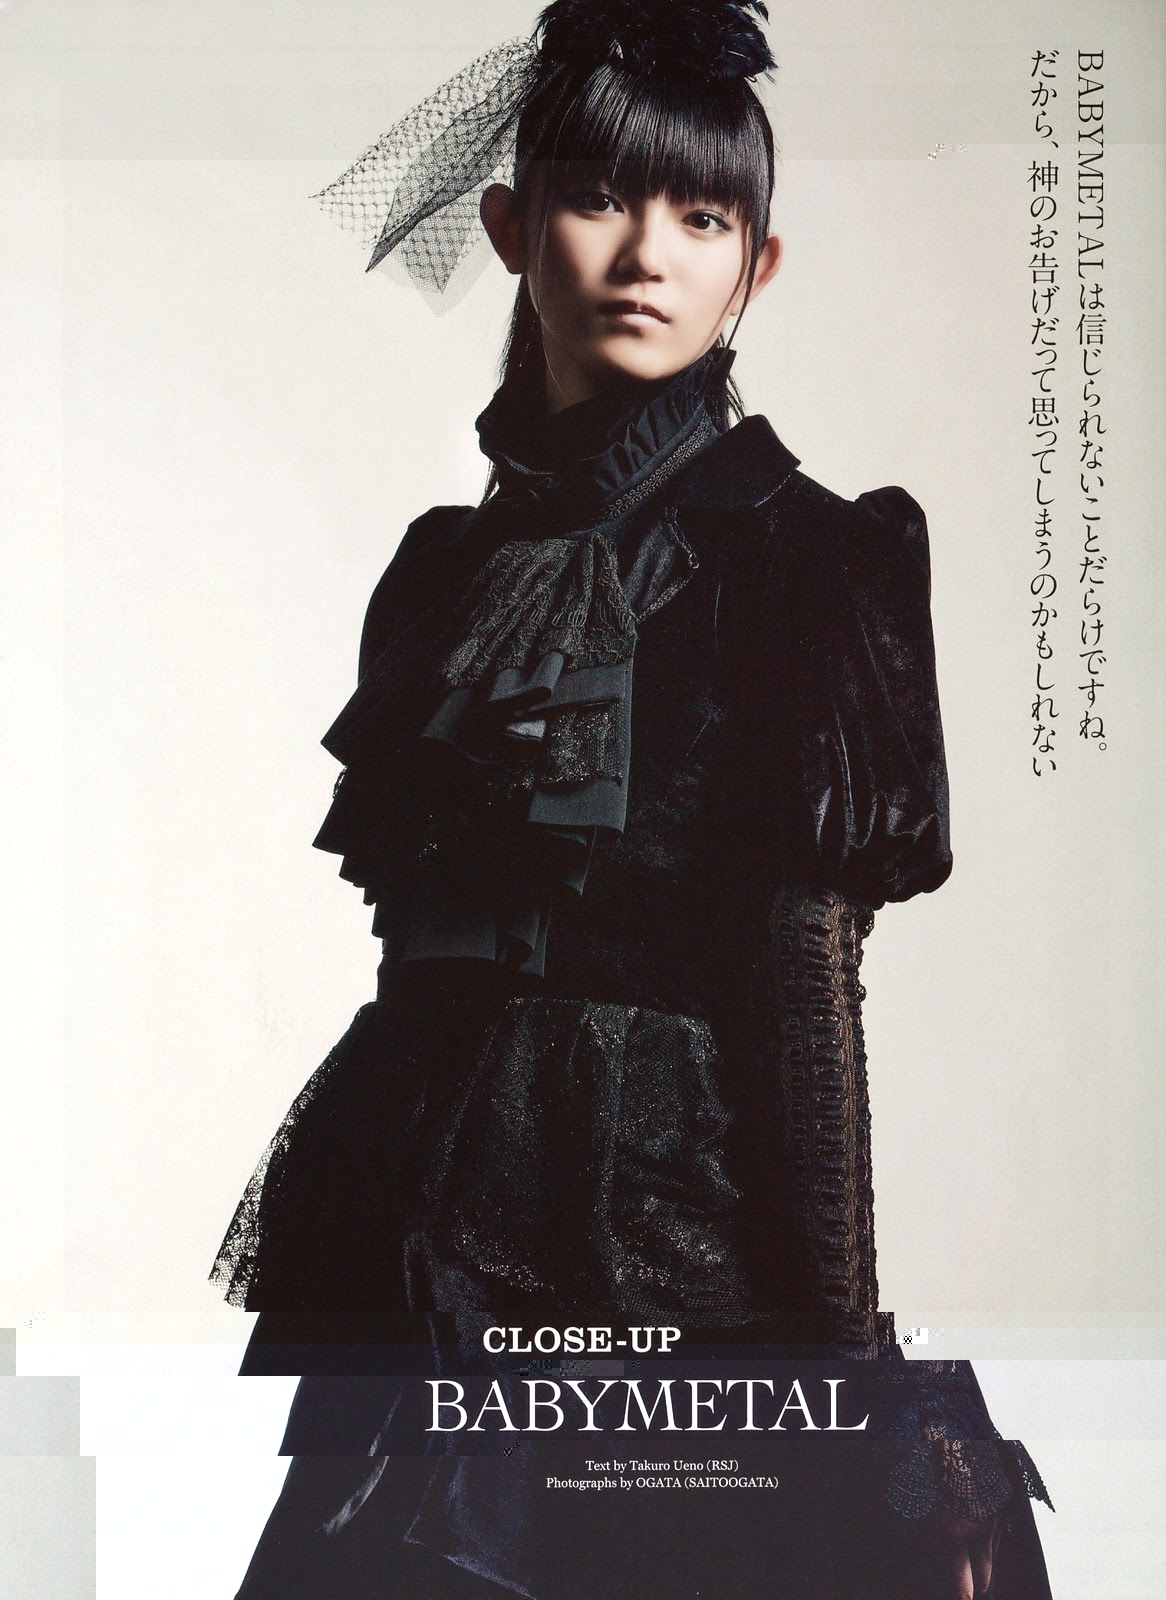 BABYMETALは信じられないことだらけですね。
だから、神のお告げだって思ってしまうのかもしれない
CLOSE-UP
BABYMETAL
Text by Takuro Ueno (RSJ)
Photographs by OGATA (SAITOOGATA)